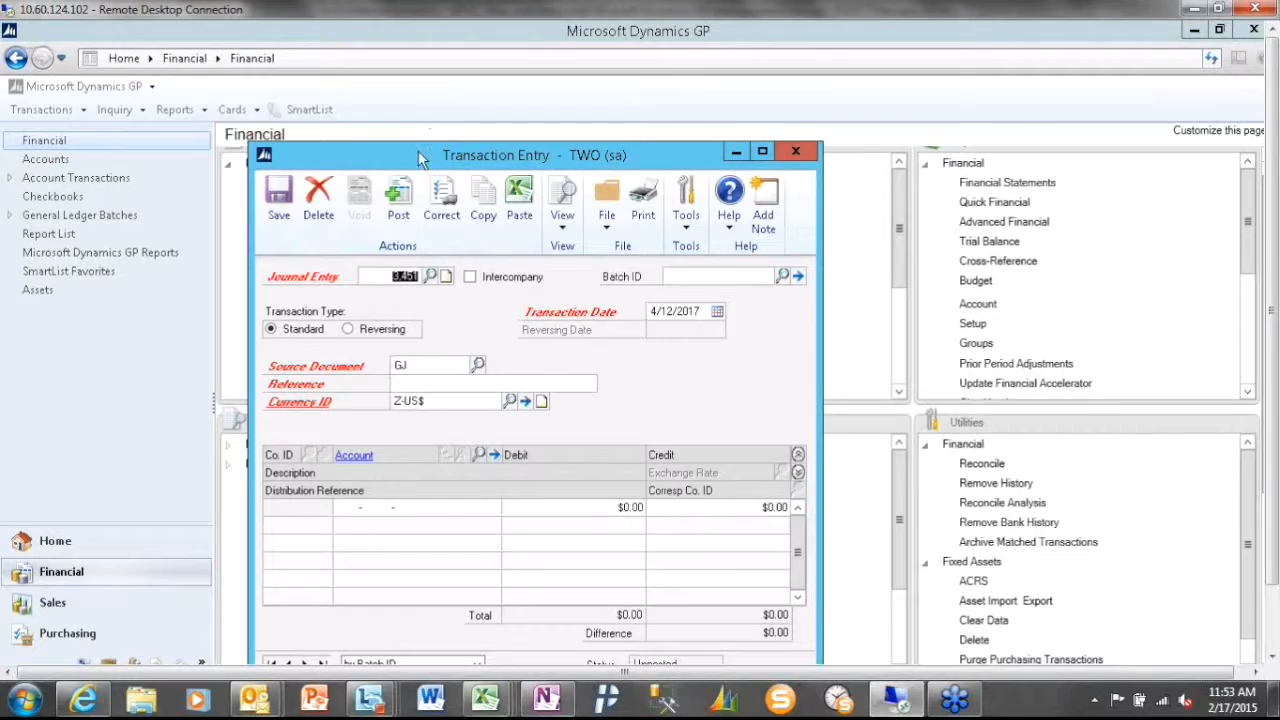 10.60.124.102 - Remote Desktop Connection
Microsoft Dynamics GP
Home Financial Financial
Microsoft Dynamics GP
Transactions Inquiry Reports Cards SmartList
Financial
Accounts
Account Transactions
Checkbooks
General Ledger Batches
Report List
Microsoft Dynamics GP Reports
SmartList Favorites
Assets
Home
Financial
Sales
Purchasing
Financial
Customize this page
Transaction Entry - TWO (sa)
Save Delete Void Post Correct Copy Paste View File Print Tools Help Add Note
Actions View File Tools Help
Journal Entry 3,451 Intercompany Batch ID
Transaction Type: Transaction Date 4/12/2017
Standard Reversing Reversing Date
Source Document GJ
Reference
Currency ID Z-US$
Co. ID Account Debit Credit
Description Exchange Rate
Distribution Reference Corresp Co. ID
- - $0.00 $0.00
Total $0.00 $0.00
Difference $0.00
by Batch ID Status: Unposted
Financial
Financial Statements
Quick Financial
Advanced Financial
Trial Balance
Cross-Reference
Budget
Account
Setup
Groups
Prior Period Adjustments
Update Financial Accelerator
Utilities
Financial
Reconcile
Remove History
Reconcile Analysis
Remove Bank History
Archive Matched Transactions
Fixed Assets
ACRS
Asset Import Export
Clear Data
Delete
Purge Purchasing Transactions
11:53 AM
2/17/2015